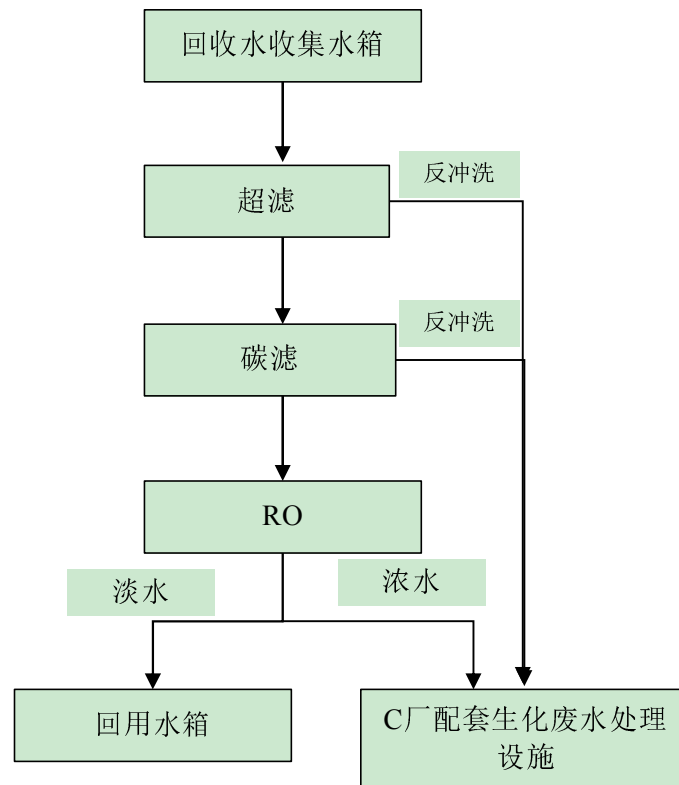 回收水收集水箱
反冲洗
超滤
反冲洗
碳滤
RO
淡水
浓水
回用水箱
C厂配套生化废水处理
设施